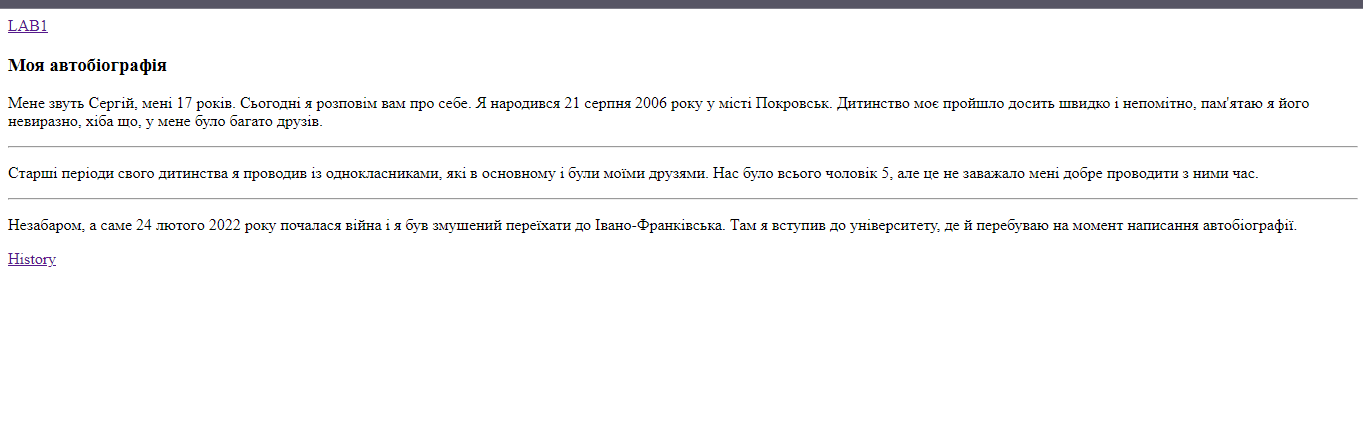 LAB1
Моя автобіографія
Мене звуть Сергій, мені 17 років. Сьогодні я розповім вам про себе. Я народився 21 серпня 2006 року у місті Покровськ. Дитинство моє пройшло досить швидко і непомітно, пам'ятаю я його
невиразно, хіба що, у мене було багато друзів.
Старші періоди свого дитинства я проводив із однокласниками, які в основному і були моїми друзями. Нас було всього чоловік 5, але це не заважало мені добре проводити з ними час.
Незабаром, а саме 24 лютого 2022 року почалася війна і я був змушений переїхати до Івано-Франківська. Там я вступив до університету, де й перебуваю на момент написання автобіографії.
History